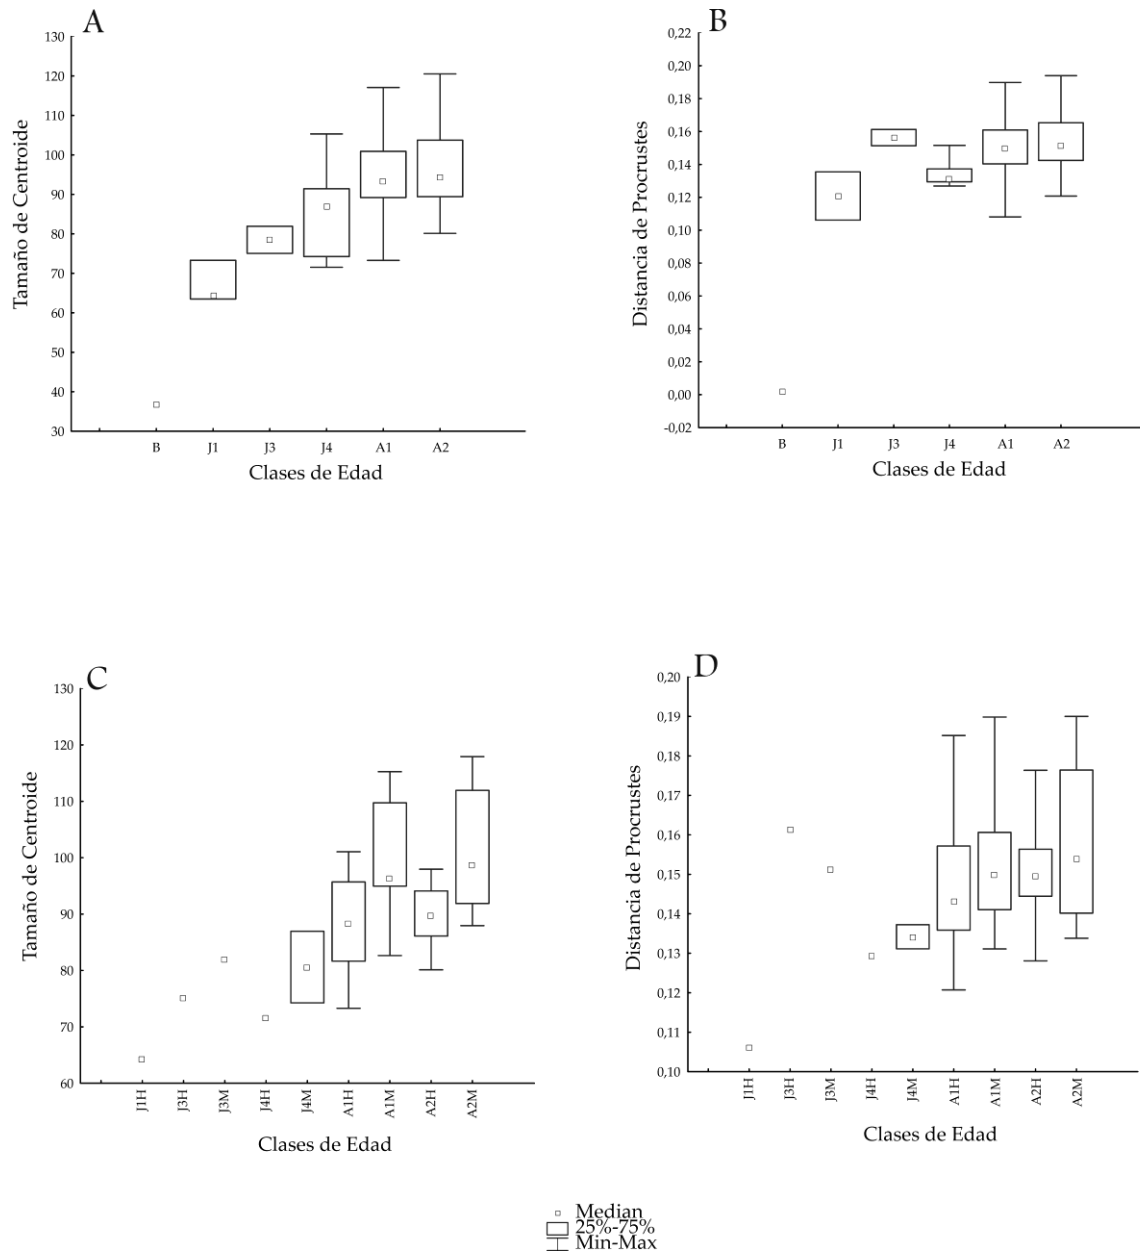 A
130
120
110
100
90
80
70
60
50
40
30
Tamaño de Centroide
B J1 J3 J4 A1 A2
Clases de Edad
B
0,22
0,20
0,18
0,16
0,14
0,12
0,10
0,08
0,06
0,04
0,02
0,00
-0,02
Distancia de Procrustes
B J1 J3 J4 A1 A2
Clases de Edad
C
130
120
110
100
90
80
70
60
Tamaño de Centroide
J1H J3H J3M J4H J4M A1H A1M A2H A2M
Clases de Edad
D
0,20
0,19
0,18
0,17
0,16
0,15
0,14
0,13
0,12
0,11
0,10
Distancia de Procrustes
J1H J3H J3M J4H J4M A1H A1M A2H A2M
Clases de Edad
Median
25%-75%
Min-Max